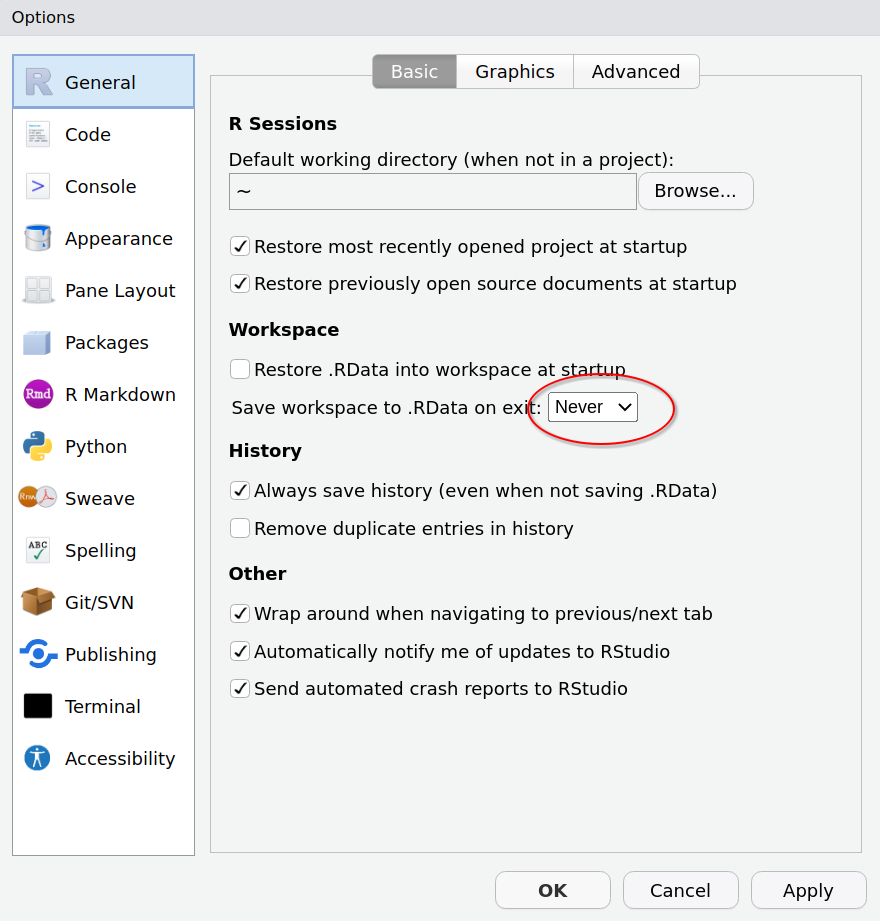 Options
General
Code
Console
Appearance
Pane Layout
Packages
Rmd R Markdown
Python
Rnw Sweave
ABC Spelling
Git/SVN
Publishing
Terminal
Accessibility
Basic Graphics Advanced
R Sessions
Default working directory (when not in a project):
~ Browse...
Restore most recently opened project at startup
Restore previously open source documents at startup
Workspace
Restore .RData into workspace at startup
Save workspace to .RData on exit: Never
History
Always save history (even when not saving .RData)
Remove duplicate entries in history
Other
Wrap around when navigating to previous/next tab
Automatically notify me of updates to RStudio
Send automated crash reports to RStudio
OK Cancel Apply